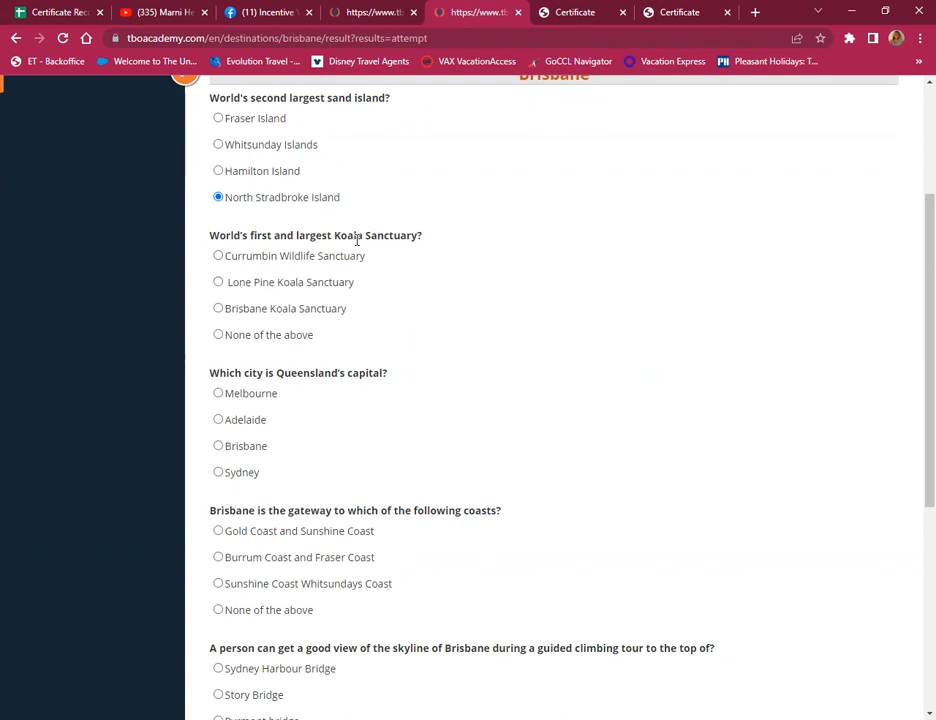 Certificate Rec
(335) Marni He
(11) Incentive V
https://www.tb
https://www.tb
Certificate
Certificate
tboacademy.com/en/destinations/brisbane/result?results=attempt
ET - Backoffice
Welcome to The Un...
Evolution Travel -...
Disney Travel Agents
VAX VacationAccess
GoCCL Navigator
Vacation Express
Pleasant Holidays: T...
»
Brisbane
World's second largest sand island?
Fraser Island
Whitsunday Islands
Hamilton Island
North Stradbroke Island
World's first and largest Koala Sanctuary?
Currumbin Wildlife Sanctuary
Lone Pine Koala Sanctuary
Brisbane Koala Sanctuary
None of the above
Which city is Queensland's capital?
Melbourne
Adelaide
Brisbane
Sydney
Brisbane is the gateway to which of the following coasts?
Gold Coast and Sunshine Coast
Burrum Coast and Fraser Coast
Sunshine Coast Whitsundays Coast
None of the above
A person can get a good view of the skyline of Brisbane during a guided climbing tour to the top of?
Sydney Harbour Bridge
Story Bridge
Pyrmont bridge